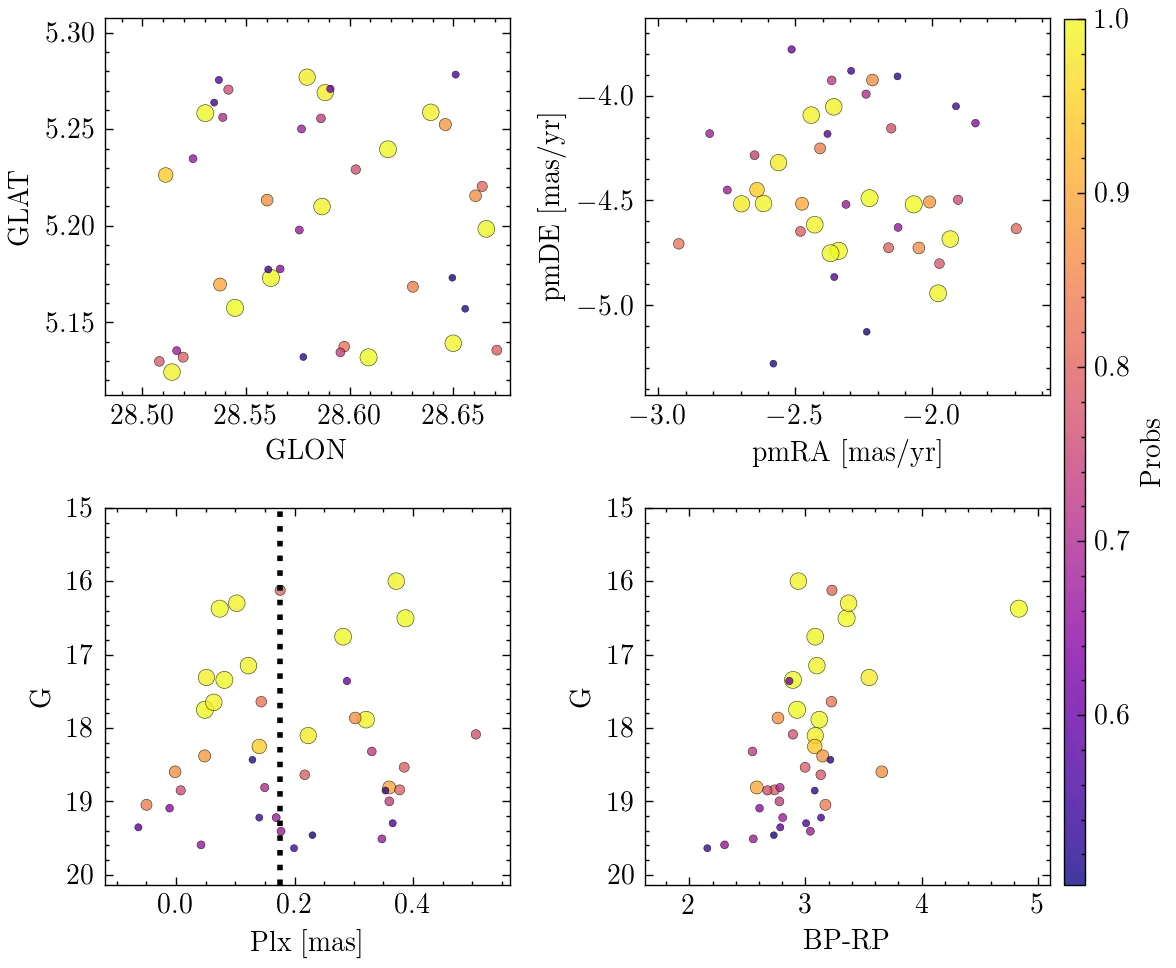 5.30
5.25
5.20
5.15
GLAT
28.50 28.55 28.60 28.65
GLON
−4.0
−4.5
−5.0
pmDE [mas/yr]
−3.0 −2.5 −2.0
pmRA [mas/yr]
15
16
17
18
19
20
G
0.0 0.2 0.4
Plx [mas]
15
16
17
18
19
20
G
2 3 4 5
BP-RP
1.0
0.9
0.8
0.7
0.6
Probs